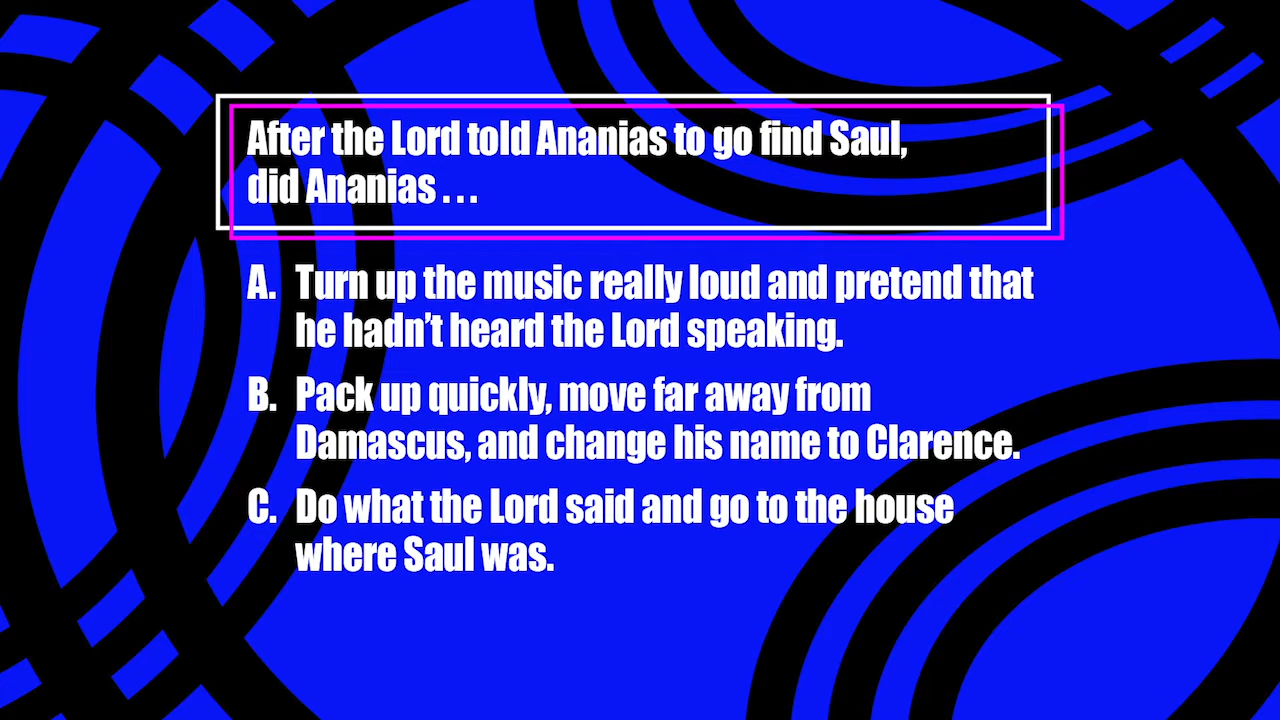 After the Lord told Ananias to go find Saul,
did Ananias . . .
A. Turn up the music really loud and pretend that
he hadn’t heard the Lord speaking.
B. Pack up quickly, move far away from
Damascus, and change his name to Clarence.
C. Do what the Lord said and go to the house
where Saul was.